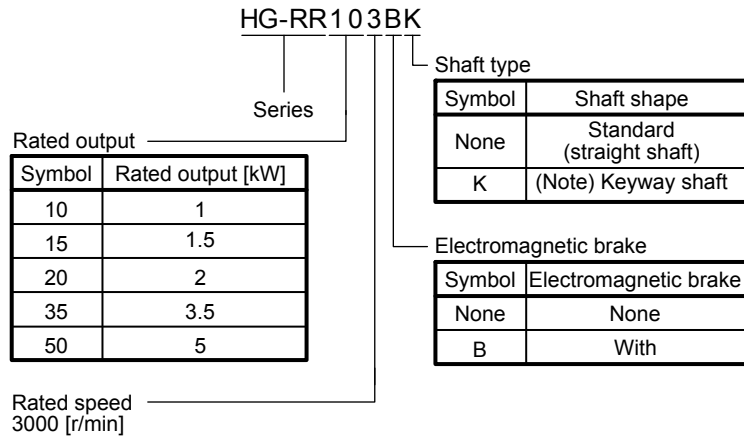 HG-RR103BK
Series
Shaft type
Symbol Shaft shape
None Standard
(straight shaft)
K (Note) Keyway shaft
Rated output
Symbol Rated output [kW]
10 1
15 1.5
20 2
35 3.5
50 5
Electromagnetic brake
Symbol Electromagnetic brake
None None
B With
Rated speed
3000 [r/min]